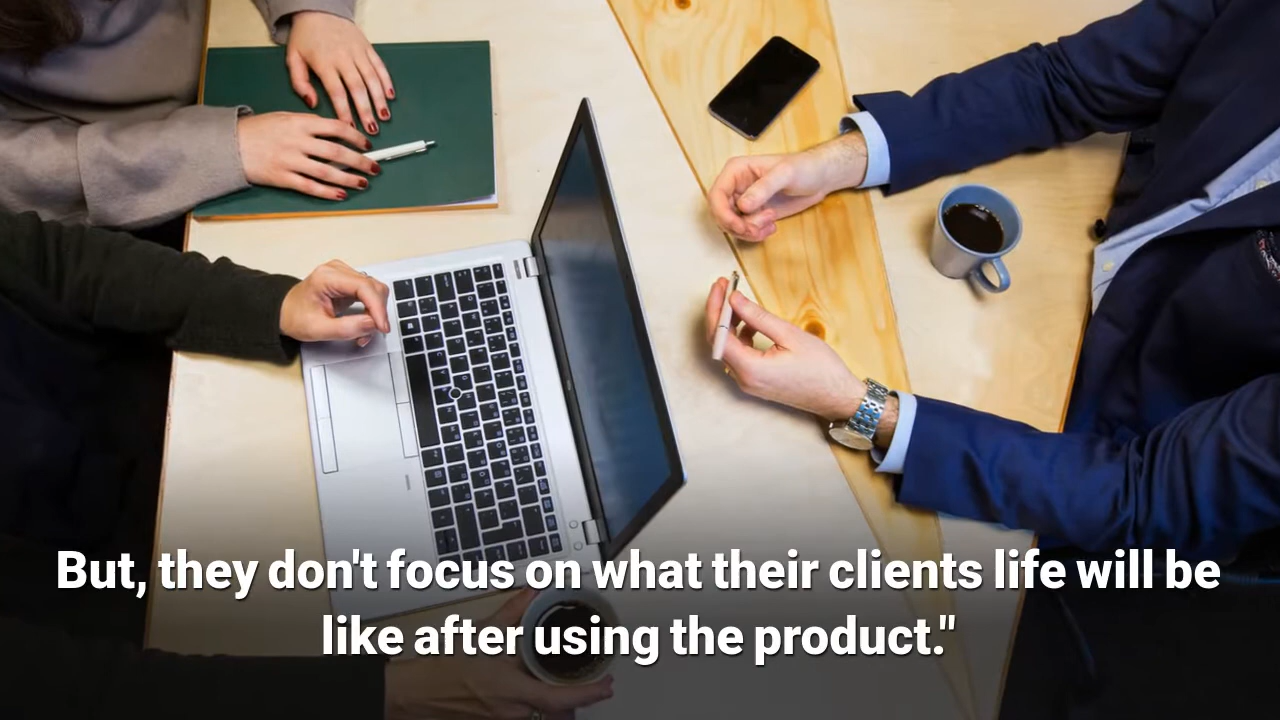 But, they don't focus on what their clients life will be
like after using the product."